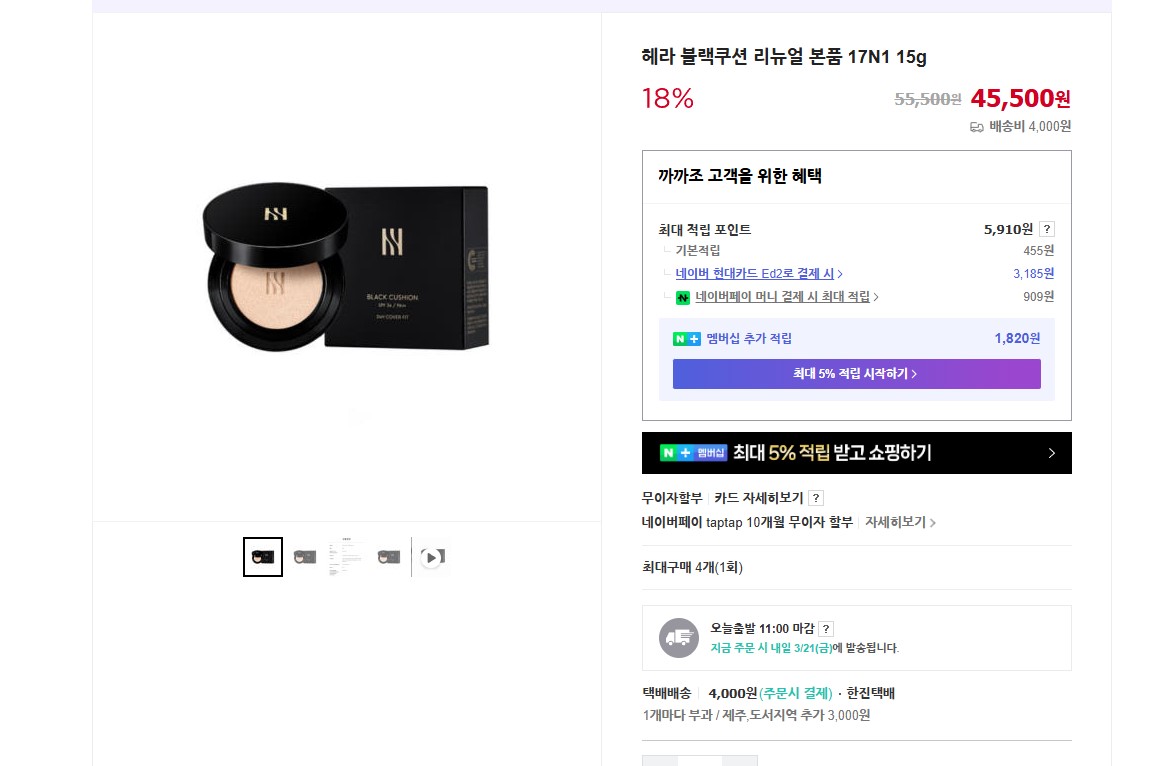 헤라 블랙쿠션 리뉴얼 본품 17N1 15g
18% 55,500원 45,500원
배송비 4,000원
까까조 고객을 위한 혜택
최대 적립 포인트 5,910원 ?
기본적립 455원
네이버 현대카드 Ed2로 결제 시 > 3,185원
N 네이버페이 머니 결제 시 최대 적립 > 909원
N + 멤버십 추가 적립 1,820원
최대 5% 적립 시작하기 >
N + 멤버십 최대 5% 적립 받고 쇼핑하기 >
무이자할부 카드 자세히보기 ?
네이버페이 taptap 10개월 무이자 할부 자세히보기 >
최대구매 4개(1회)
오늘출발 11:00 마감 ?
지금 주문 시 내일 3/21(금)에 발송됩니다.
택배배송 4,000원(주문시 결제) · 한진택배
1개마다 부과 / 제주,도서지역 추가 3,000원
BLACK CUSHION